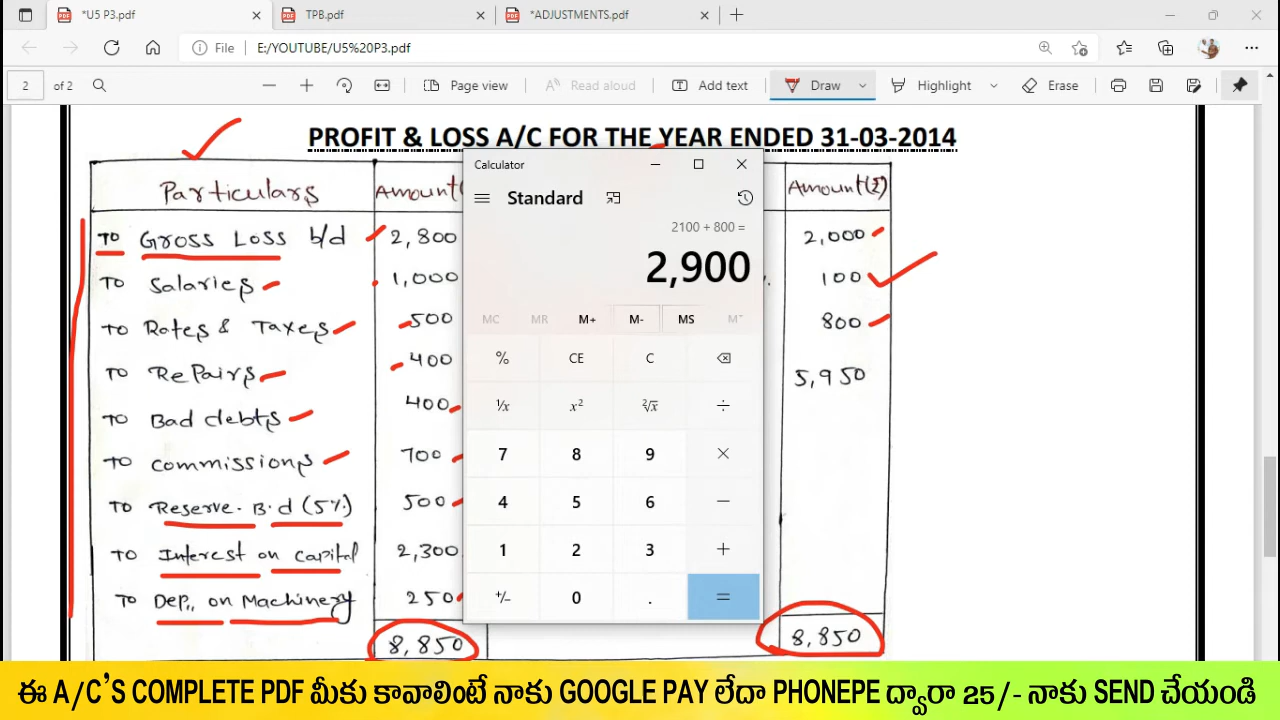 *U5 P3.pdf
TPB.pdf
*ADJUSTMENTS.pdf
File E:/YOUTUBE/U5%20P3.pdf
2 of 2 Page view Read aloud Add text Draw Highlight Erase
PROFIT & LOSS A/C FOR THE YEAR ENDED 31-03-2014
Particulars Amount( Amount(₹)
To Gross Loss b/d 2,800 2,000
To Salaries 1,000 100
To Rates & Taxes 500 800
To Repairs 400 5,950
To Bad debts 400
To commissions 700
To Reserve. B.d (5%) 500
To Interest on capital 2,300
To Dep,, on Machinery 250
8,850 8,850
Calculator
Standard
2100 + 800 =
2,900
MC MR M+ M- MS M˅
% CE C
¹/x x² ²√x ÷
7 8 9 ×
4 5 6 −
1 2 3 +
+/− 0 . =
ఈ A/C'S COMPLETE PDF మీకు కావాలింటే నాకు GOOGLE PAY లేదా PHONEPE ద్వారా 25/- నాకు SEND చేయండి